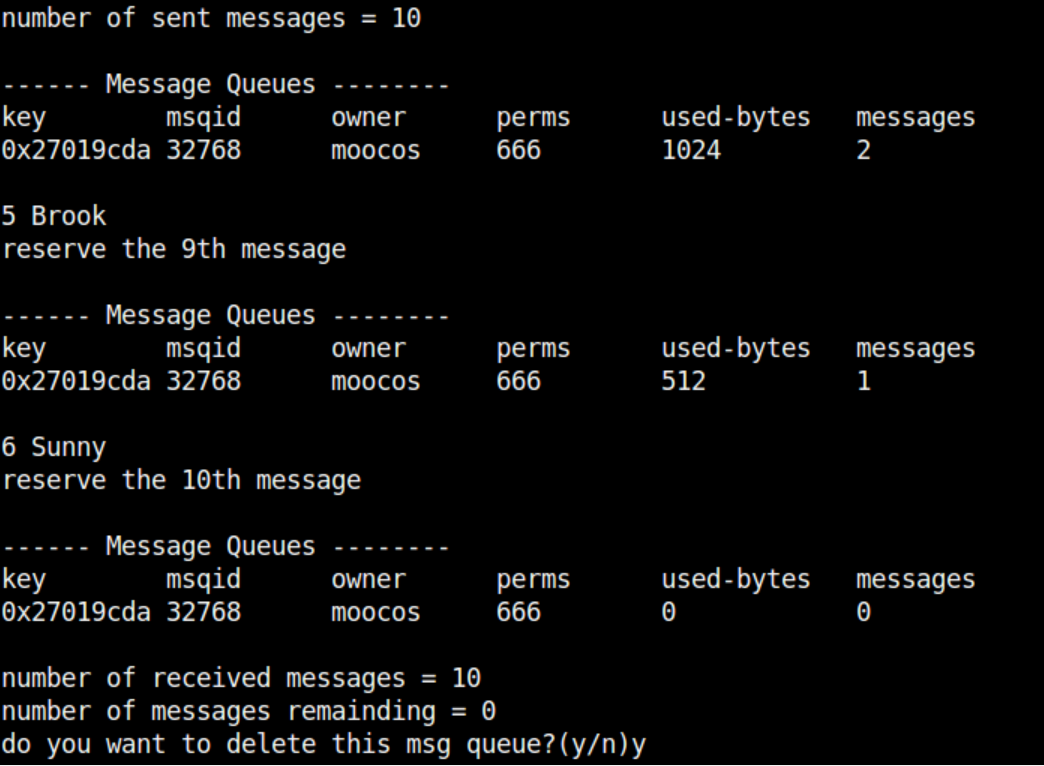 number of sent messages = 10
------ Message Queues --------
key        msqid      owner      perms      used-bytes   messages
0x27019cda 32768      moocos     666        1024         2
5 Brook
reserve the 9th message
------ Message Queues --------
key        msqid      owner      perms      used-bytes   messages
0x27019cda 32768      moocos     666        512          1
6 Sunny
reserve the 10th message
------ Message Queues --------
key        msqid      owner      perms      used-bytes   messages
0x27019cda 32768      moocos     666        0            0
number of received messages = 10
number of messages remainding = 0
do you want to delete this msg queue?(y/n)y